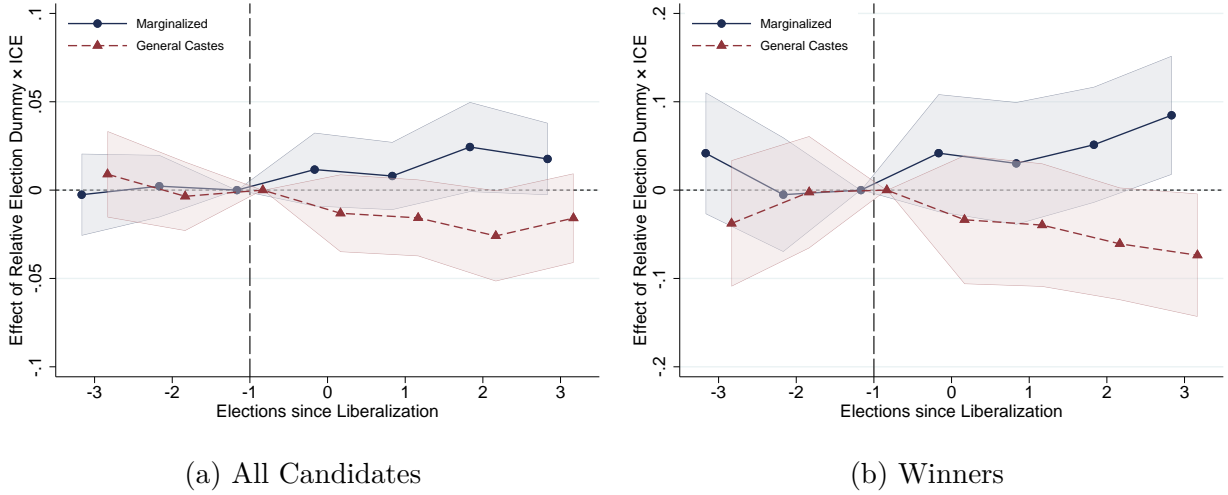 Effect of Relative Election Dummy × ICE
.1
.05
0
-.05
-.1
Marginalized
General Castes
-3 -2 -1 0 1 2 3
Elections since Liberalization
(a) All Candidates
Effect of Relative Election Dummy × ICE
.2
.1
0
-.1
-.2
Marginalized
General Castes
-3 -2 -1 0 1 2 3
Elections since Liberalization
(b) Winners